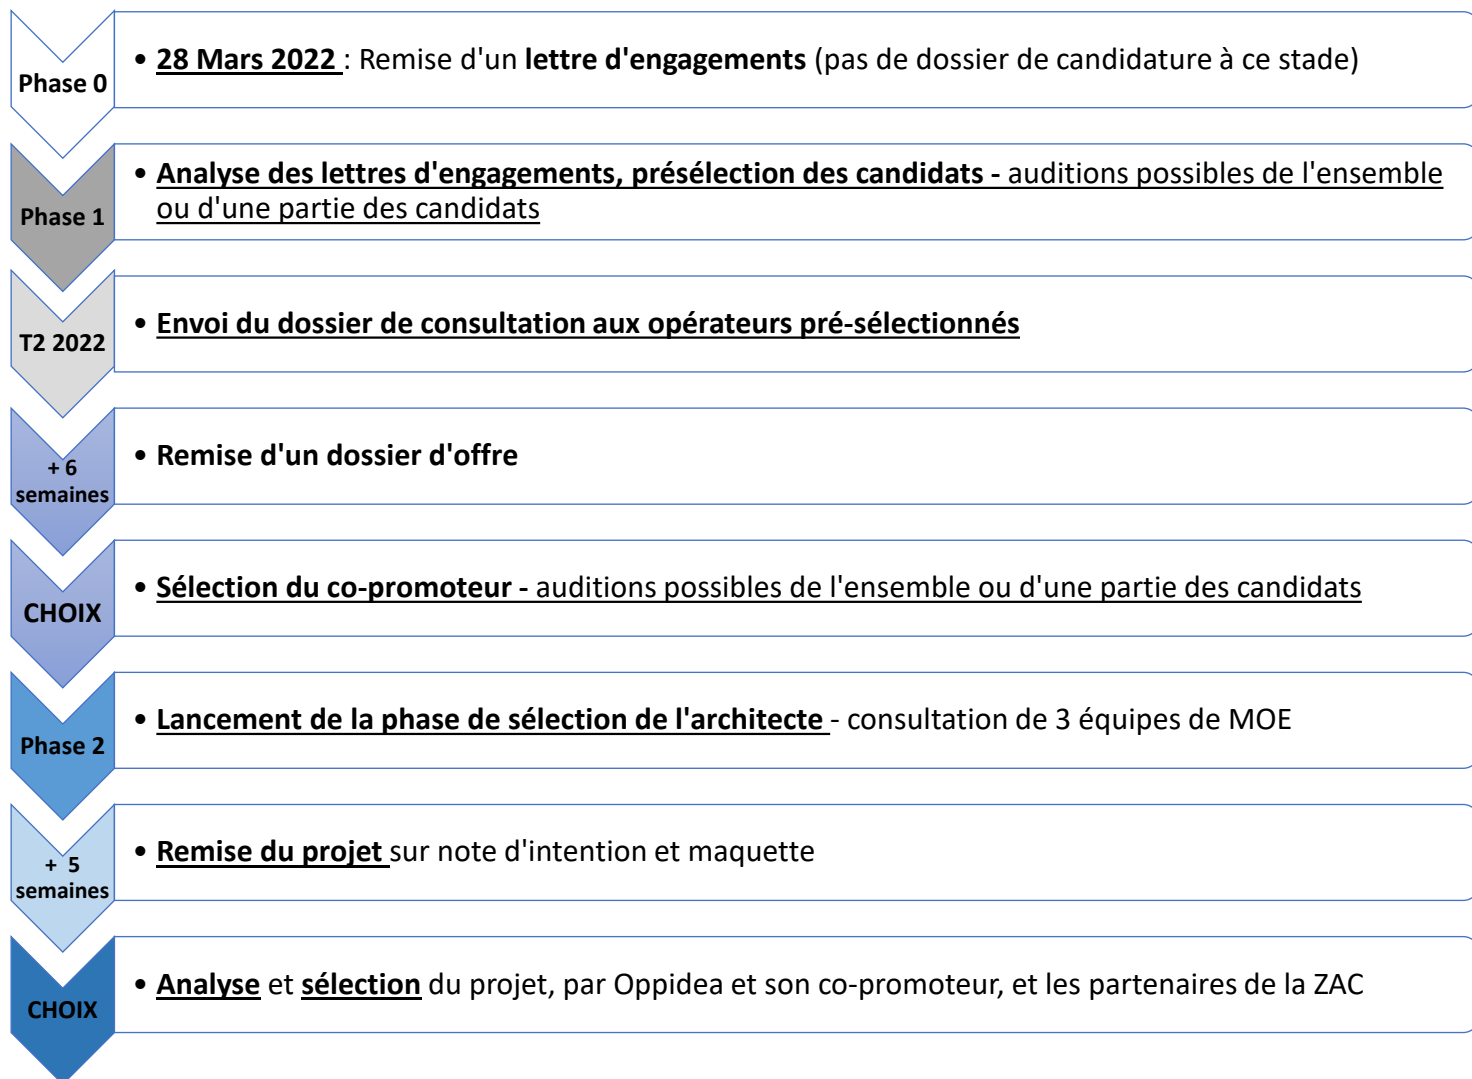 Phase 0
• 28 Mars 2022 : Remise d'un lettre d'engagements (pas de dossier de candidature à ce stade)
Phase 1
• Analyse des lettres d'engagements, présélection des candidats - auditions possibles de l'ensemble
ou d'une partie des candidats
T2 2022
• Envoi du dossier de consultation aux opérateurs pré-sélectionnés
+ 6
semaines
• Remise d'un dossier d'offre
CHOIX
• Sélection du co-promoteur - auditions possibles de l'ensemble ou d'une partie des candidats
Phase 2
• Lancement de la phase de sélection de l'architecte - consultation de 3 équipes de MOE
+ 5
semaines
• Remise du projet sur note d'intention et maquette
CHOIX
• Analyse et sélection du projet, par Oppidea et son co-promoteur, et les partenaires de la ZAC